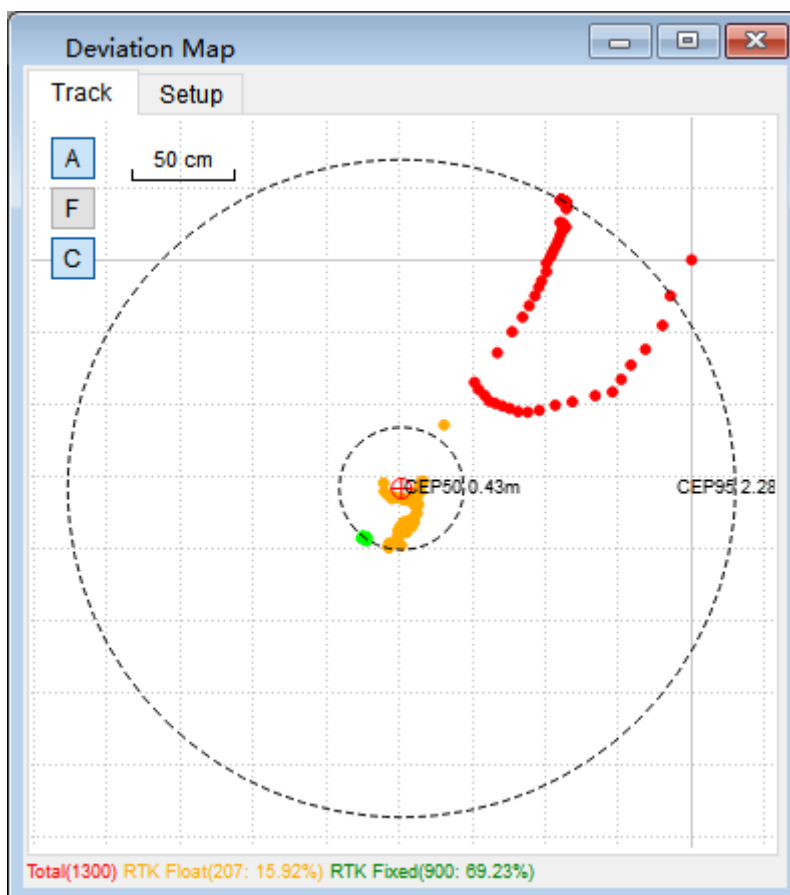 Deviation Map
Track Setup
A
50 cm
F
C
CEP50,0.43m
CEP95,2.28
Total(1300) RTK Float(207: 15.92%) RTK Fixed(900: 69.23%)